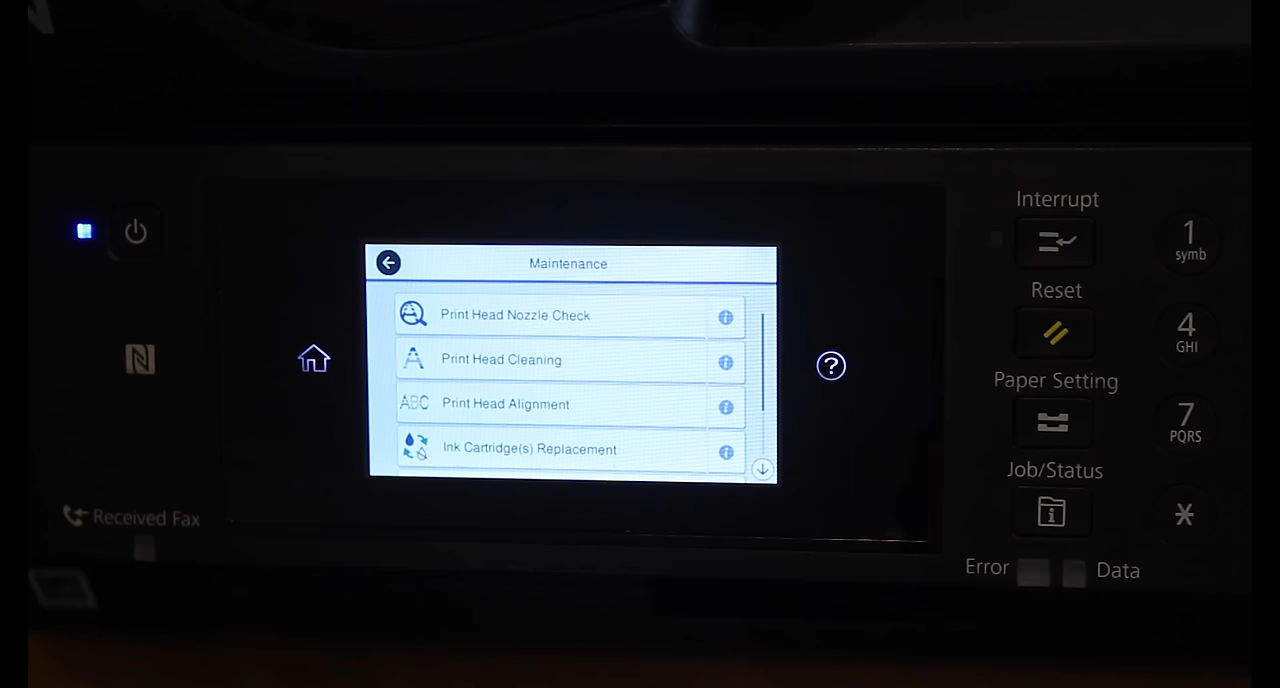 Maintenance
Print Head Nozzle Check
Print Head Cleaning
ABC Print Head Alignment
Ink Cartridge(s) Replacement
Received Fax
Interrupt
Reset
Paper Setting
Job/Status
Error Data
1
symb
4
GHI
7
PQRS
*
?